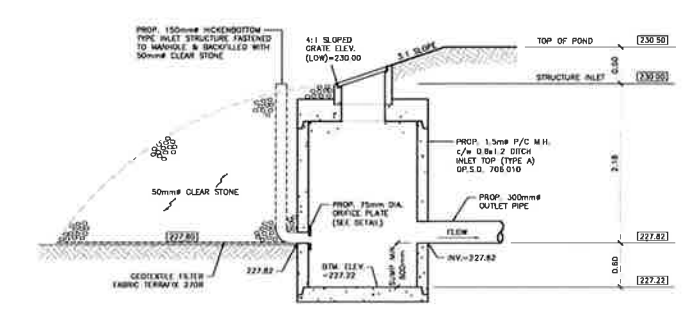 PROP. 150mmø HICKENBOTTOM
TYPE INLET STRUCTURE FASTENED
TO MANHOLE & BACKFILLED WITH
50mmø CLEAR STONE
4:1 SLOPED
GRATE ELEV.
(LOW)=230.00
3:1 SLOPE
TOP OF POND
230.50
0.50
STRUCTURE INLET
230.00
PROP. 1.5mø P/C M.H.
c/w 0.8x1.2 DITCH
INLET TOP (TYPE A)
O.P.S.D. 706.010
2.18
50mmø CLEAR STONE
PROP. 75mm DIA.
ORIFICE PLATE
(SEE DETAIL)
PROP. 300mmø
OUTLET PIPE
FLOW
227.80
227.82
227.82
INV.=227.82
GEOTEXTILE FILTER
FABRIC TERRAFIX 270R
BTM. ELEV.
=227.22
SUMP MIN.
600mm
0.60
227.22